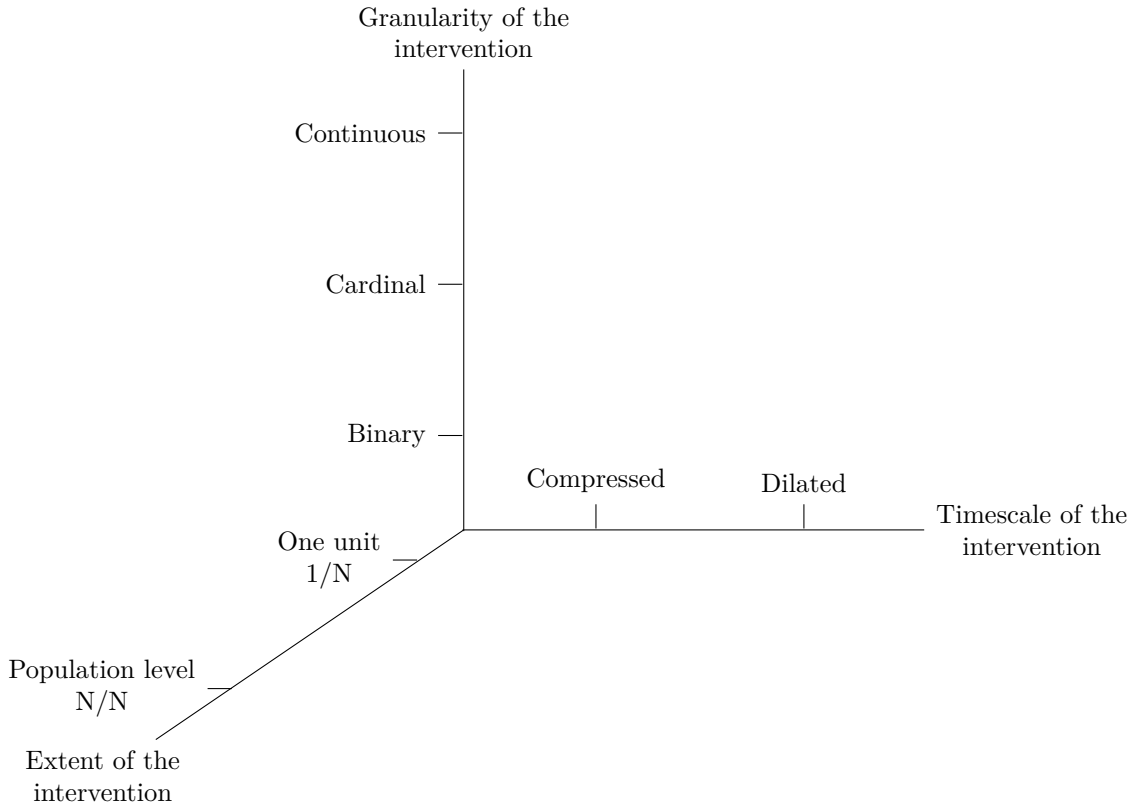 Granularity of the
intervention
Continuous
Cardinal
Binary
Compressed
Dilated
Timescale of the
intervention
One unit
1/N
Population level
N/N
Extent of the
intervention